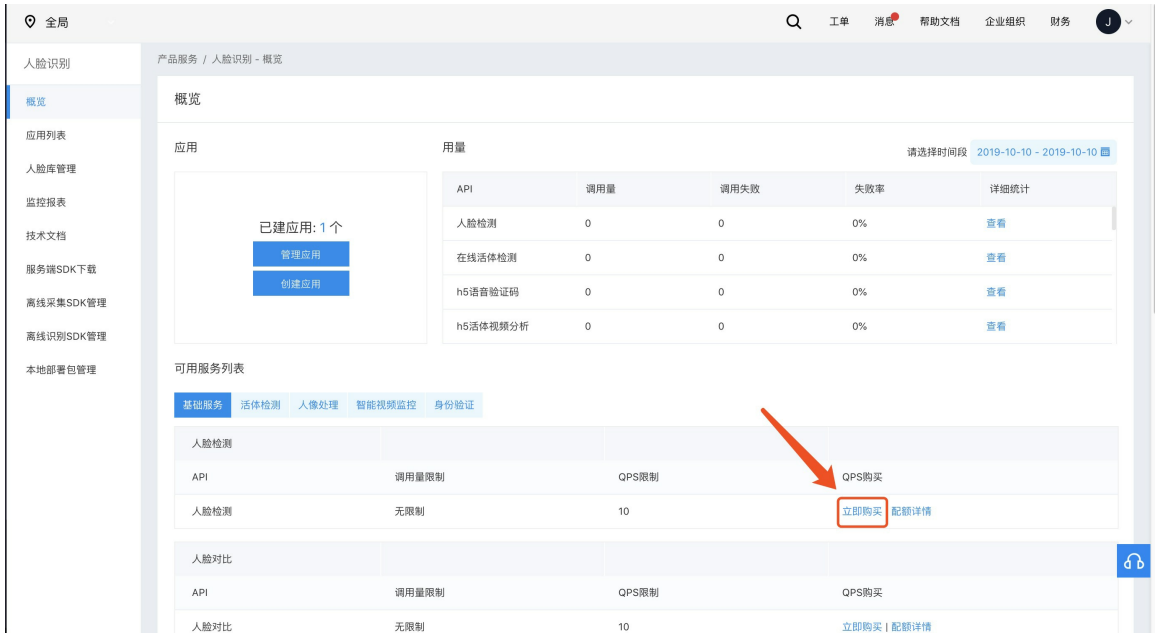 全局
工单 消息 帮助文档 企业组织 财务 J
人脸识别
产品服务 / 人脸识别 - 概览
概览
应用列表
人脸库管理
监控报表
技术文档
服务端SDK下载
离线采集SDK管理
离线识别SDK管理
本地部署包管理
概览
应用
已建应用: 1 个
管理应用
创建应用
用量
请选择时间段 2019-10-10 - 2019-10-10
API 调用量 调用失败 失败率 详细统计
人脸检测 0 0 0% 查看
在线活体检测 0 0 0% 查看
h5语音验证码 0 0 0% 查看
h5活体视频分析 0 0 0% 查看
可用服务列表
基础服务 活体检测 人像处理 智能视频监控 身份验证
人脸检测
API 调用量限制 QPS限制 QPS购买
人脸检测 无限制 10 立即购买 配额详情
人脸对比
API 调用量限制 QPS限制 QPS购买
人脸对比 无限制 10 立即购买 | 配额详情